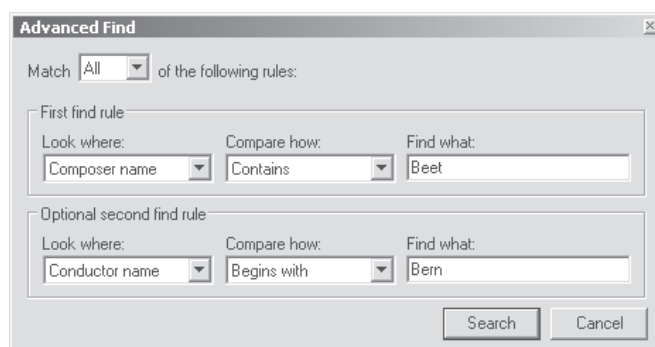 Advanced Find
Match All of the following rules:
First find rule
Look where: Compare how: Find what:
Composer name Contains Beet
Optional second find rule
Look where: Compare how: Find what:
Conductor name Begins with Bern
Search Cancel